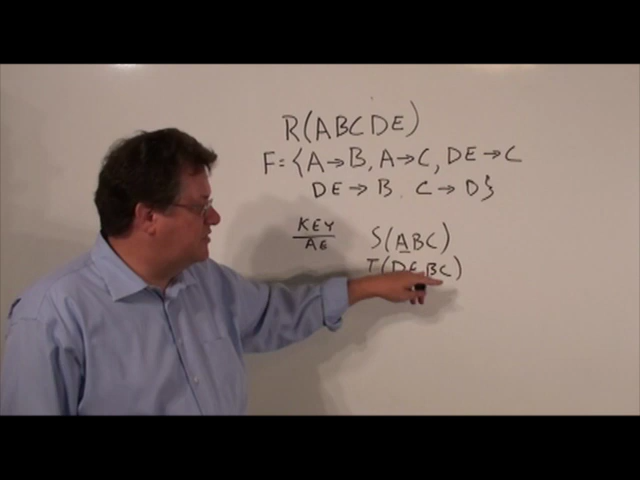 R(ABCDE)
F={A→B, A→C, DE→C
DE→B C→D}
KEY
AE
S(ABC)
T(DEBC)